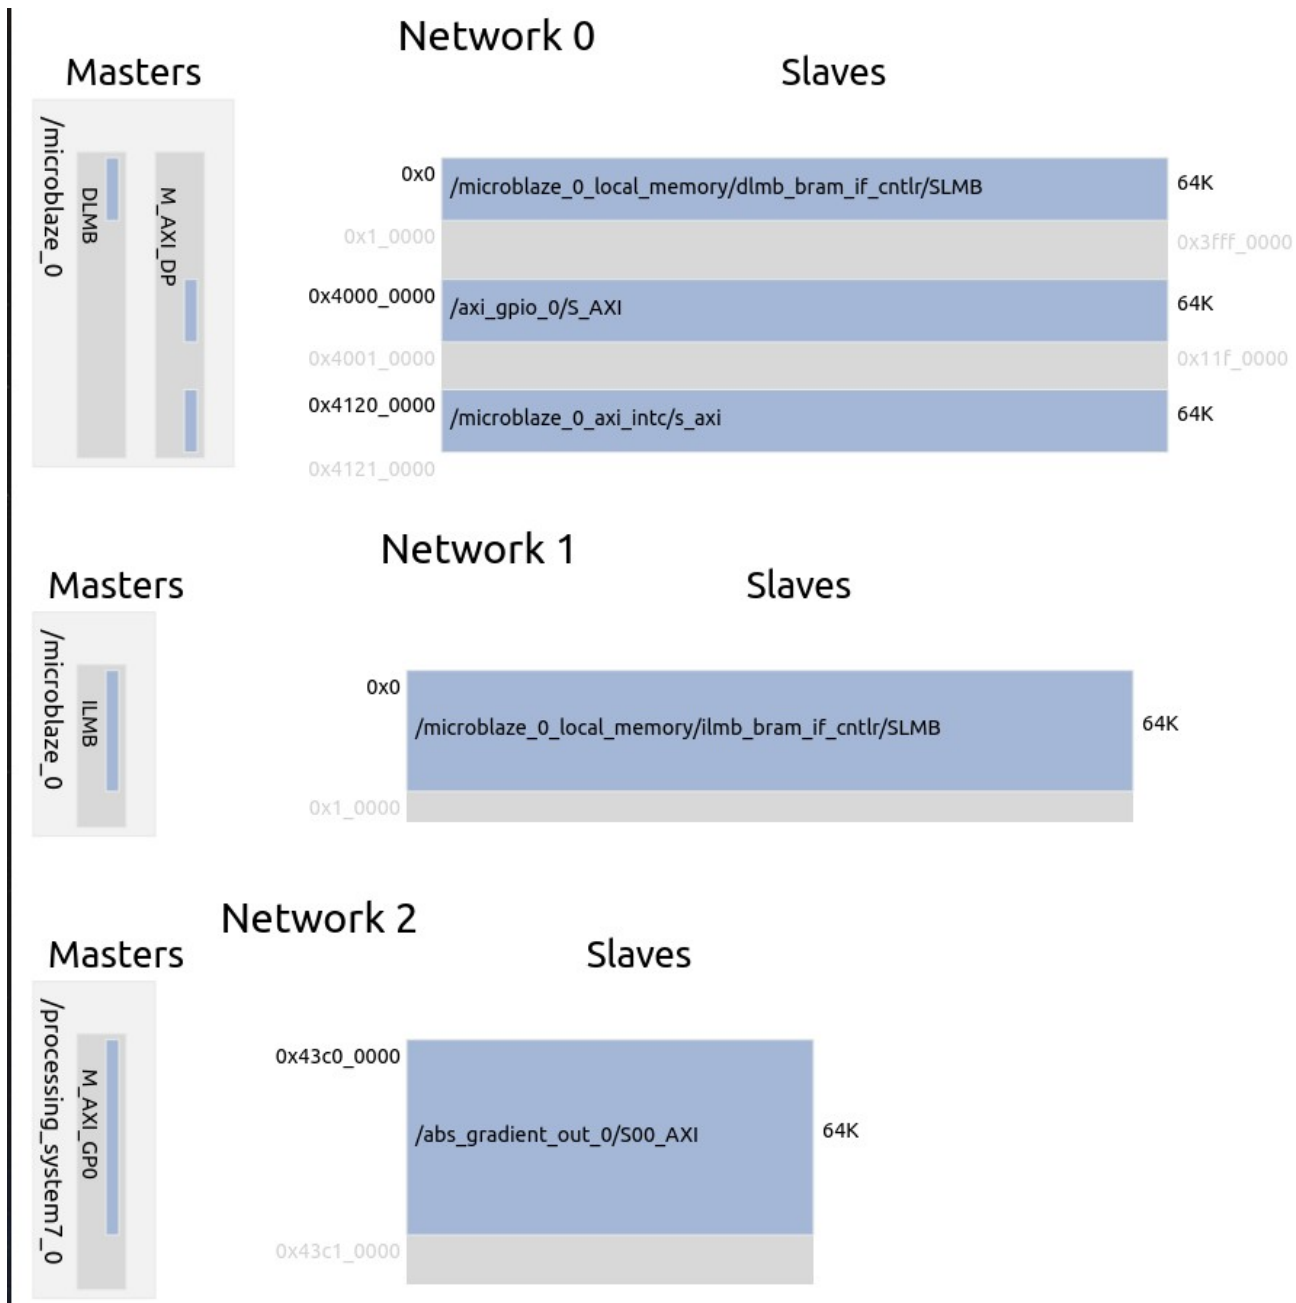 Network 0
Masters
Slaves
/microblaze_0
DLMB
M_AXI_DP
0x0
/microblaze_0_local_memory/dlmb_bram_if_cntlr/SLMB
64K
0x1_0000
0x3fff_0000
0x4000_0000
/axi_gpio_0/S_AXI
64K
0x4001_0000
0x11f_0000
0x4120_0000
/microblaze_0_axi_intc/s_axi
64K
0x4121_0000
Network 1
Masters
Slaves
/microblaze_0
ILMB
0x0
/microblaze_0_local_memory/ilmb_bram_if_cntlr/SLMB
64K
0x1_0000
Network 2
Masters
Slaves
/processing_system7_0
M_AXI_GP0
0x43c0_0000
/abs_gradient_out_0/S00_AXI
64K
0x43c1_0000